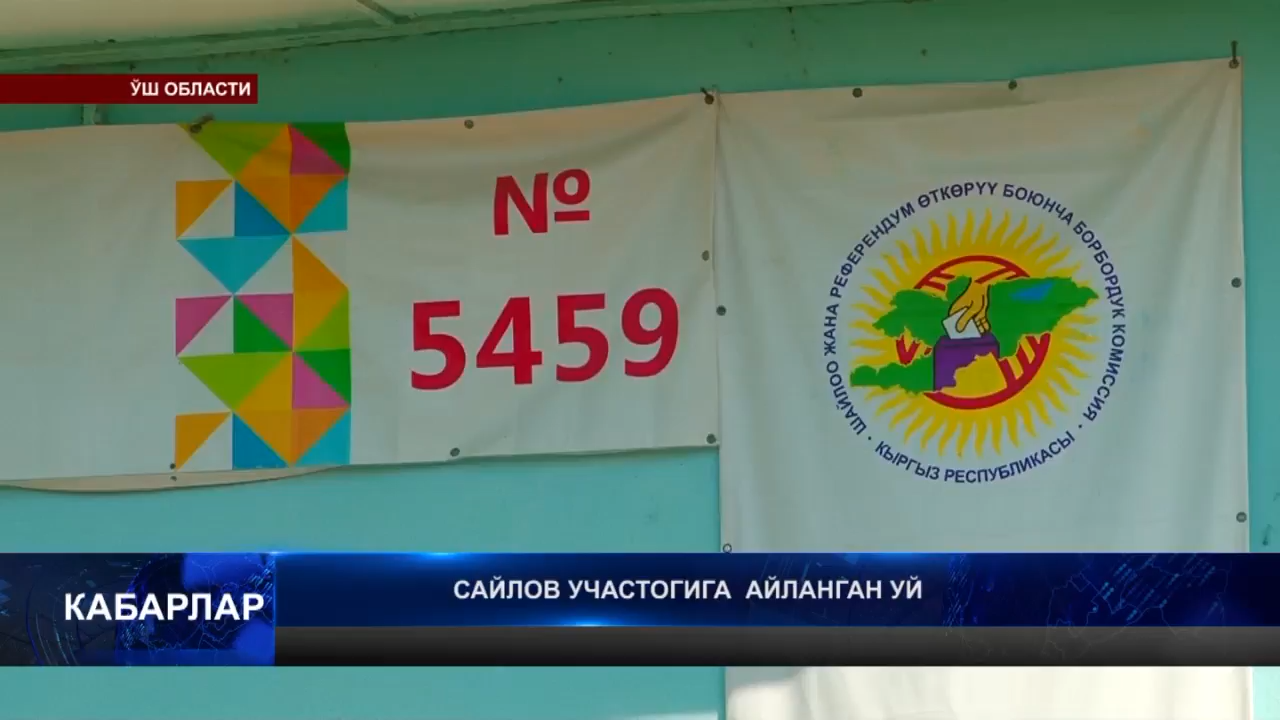 ЎШ ОБЛАСТИ
№
5459
ШАЙЛОО ЖАНА РЕФЕРЕНДУМ ӨТКӨРҮҮ БОЮНЧА БОРБОРДУК КОМИССИЯ
• КЫРГЫЗ РЕСПУБЛИКАСЫ •
САЙЛОВ УЧАСТОГИГА АЙЛАНГАН УЙ
КАБАРЛАР